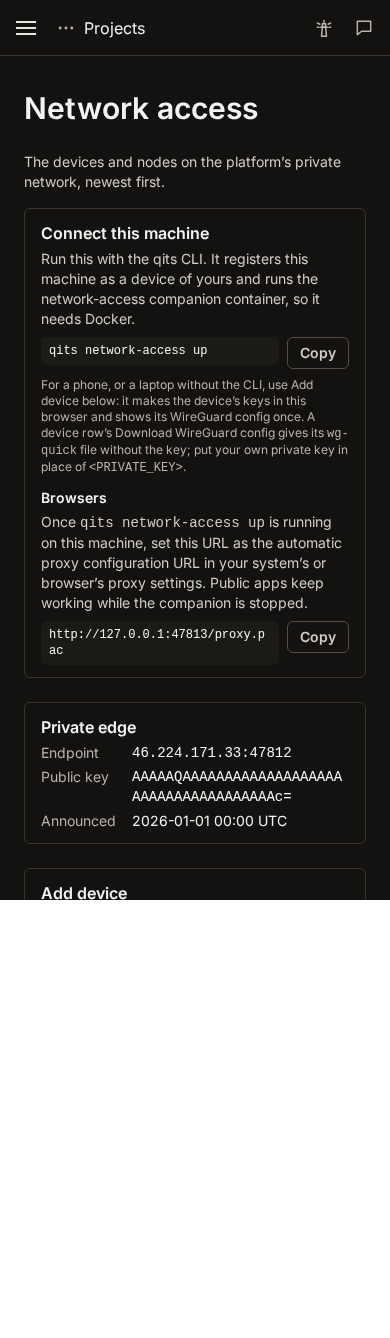 Projects
Network access
The devices and nodes on the platform’s private
network, newest first.
Connect this machine
Run this with the qits CLI. It registers this
machine as a device of yours and runs the
network-access companion container, so it
needs Docker.
qits network-access up
Copy
For a phone, or a laptop without the CLI, use Add
device below: it makes the device’s keys in this
browser and shows its WireGuard config once. A
device row’s Download WireGuard config gives its wg-
quick file without the key; put your own private key in
place of <PRIVATE_KEY>.
Browsers
Once qits network-access up is running
on this machine, set this URL as the automatic
proxy configuration URL in your system’s or
browser’s proxy settings. Public apps keep
working while the companion is stopped.
http://127.0.0.1:47813/proxy.p
ac
Copy
Private edge
Endpoint 46.224.171.33:47812
Public key AAAAAQAAAAAAAAAAAAAAAAAAA
AAAAAAAAAAAAAAAAAc=
Announced 2026-01-01 00:00 UTC
Add device